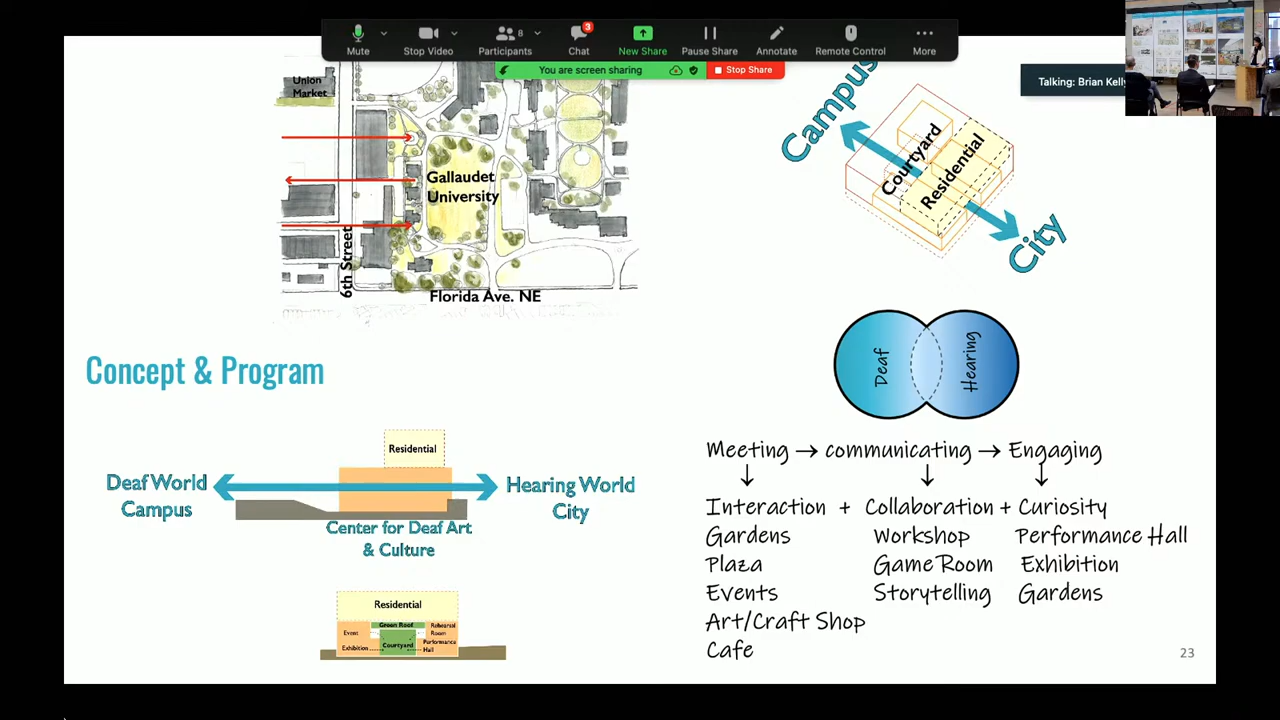 Mute
Stop Video
Participants
8
Chat
3
New Share
Pause Share
Annotate
Remote Control
More
You are screen sharing
Stop Share
Talking: Brian Kelly
Union
Market
Gallaudet
University
6th Street
Florida Ave. NE
Campus
Courtyard
Residential
City
Concept & Program
Deaf
Hearing
Residential
Deaf World
Campus
Hearing World
City
Center for Deaf Art
& Culture
Residential
Green Roof
Event
Rehearsal
Room
Exhibition
Courtyard
Performance
Hall
Meeting → communicating → Engaging
Interaction + Collaboration + Curiosity
Gardens Workshop Performance Hall
Plaza Game Room Exhibition
Events Storytelling Gardens
Art/Craft Shop
Cafe
23